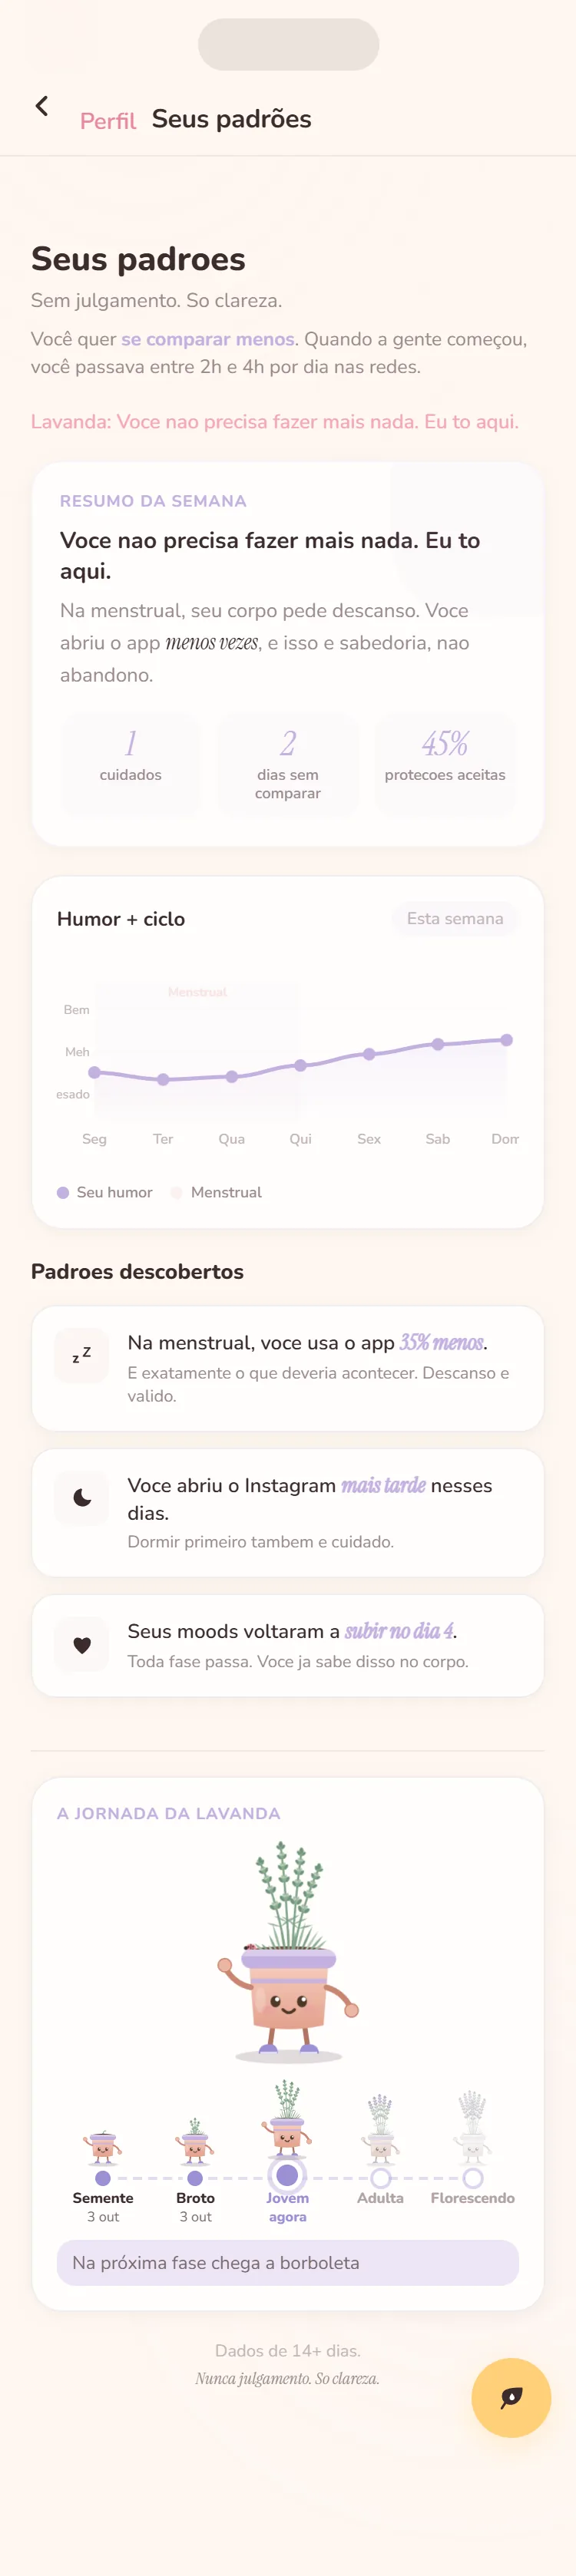 Perfil Seus padrões
Seus padroes
Sem julgamento. So clareza.
Você quer se comparar menos. Quando a gente começou,
você passava entre 2h e 4h por dia nas redes.
Lavanda: Voce nao precisa fazer mais nada. Eu to aqui.
RESUMO DA SEMANA
Voce nao precisa fazer mais nada. Eu to
aqui.
Na menstrual, seu corpo pede descanso. Voce
abriu o app menos vezes, e isso e sabedoria, nao
abandono.
1
cuidados
2
dias sem
comparar
45%
protecoes aceitas
Humor + ciclo
Esta semana
Menstrual
Bem
Meh
esado
Seg Ter Qua Qui Sex Sab Dom
Seu humor Menstrual
Padroes descobertos
z Z
Na menstrual, voce usa o app 35% menos.
E exatamente o que deveria acontecer. Descanso e
valido.
Voce abriu o Instagram mais tarde nesses
dias.
Dormir primeiro tambem e cuidado.
Seus moods voltaram a subir no dia 4.
Toda fase passa. Voce ja sabe disso no corpo.
A JORNADA DA LAVANDA
Semente
3 out
Broto
3 out
Jovem
agora
Adulta
Florescendo
Na próxima fase chega a borboleta
Dados de 14+ dias.
Nunca julgamento. So clareza.